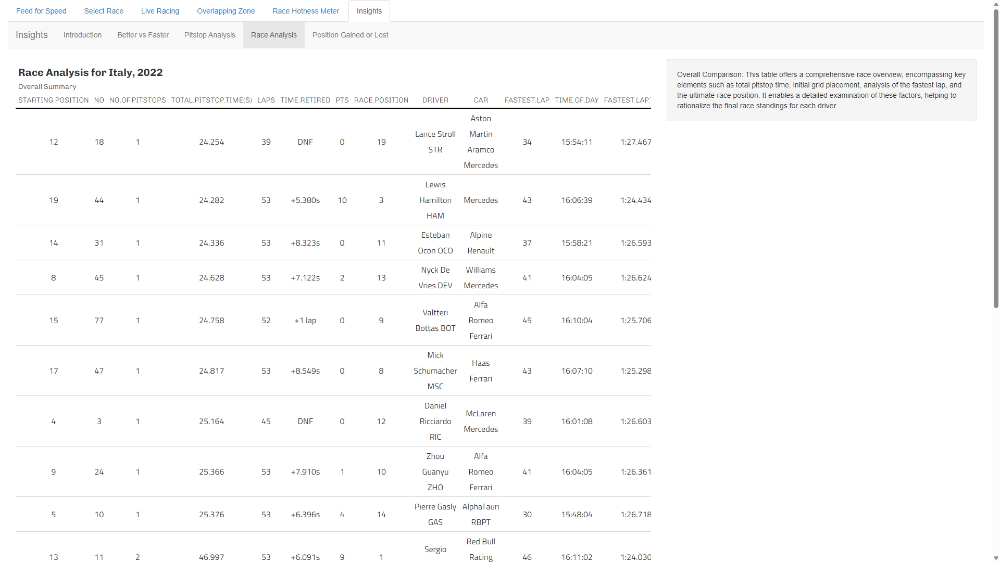 Feed for Speed Select Race Live Racing Overlapping Zone Race Hotness Meter Insights
Insights Introduction Better vs Faster Pitstop Analysis Race Analysis Position Gained or Lost
Race Analysis for Italy, 2022
Overall Summary
STARTING.POSITION NO NO.OF.PITSTOPS TOTAL.PITSTOP.TIME(S) LAPS TIME.RETIRED PTS RACE.POSITION DRIVER CAR FASTEST.LAP TIME.OF.DAY FASTEST.LAP.
12 18 1 24.254 39 DNF 0 19 Lance Stroll STR Aston Martin Aramco Mercedes 34 15:54:11 1:27.467
19 44 1 24.282 53 +5.380s 10 3 Lewis Hamilton HAM Mercedes 43 16:06:39 1:24.434
14 31 1 24.336 53 +8.323s 0 11 Esteban Ocon OCO Alpine Renault 37 15:58:21 1:26.593
8 45 1 24.628 53 +7.122s 2 13 Nyck De Vries DEV Williams Mercedes 41 16:04:05 1:26.624
15 77 1 24.758 52 +1 lap 0 9 Valtteri Bottas BOT Alfa Romeo Ferrari 45 16:10:04 1:25.706
17 47 1 24.817 53 +8.549s 0 8 Mick Schumacher MSC Haas Ferrari 43 16:07:10 1:25.298
4 3 1 25.164 45 DNF 0 12 Daniel Ricciardo RIC McLaren Mercedes 39 16:01:08 1:26.603
9 24 1 25.366 53 +7.910s 1 10 Zhou Guanyu ZHO Alfa Romeo Ferrari 41 16:04:05 1:26.361
5 10 1 25.376 53 +6.396s 4 14 Pierre Gasly GAS AlphaTauri RBPT 30 15:48:04 1:26.718
13 11 2 46.997 53 +6.091s 9 1 Sergio Red Bull Racing 46 16:11:02 1:24.030
Overall Comparison: This table offers a comprehensive race overview, encompassing key
elements such as total pitstop time, initial grid placement, analysis of the fastest lap, and
the ultimate race position. It enables a detailed examination of these factors, helping to
rationalize the final race standings for each driver.